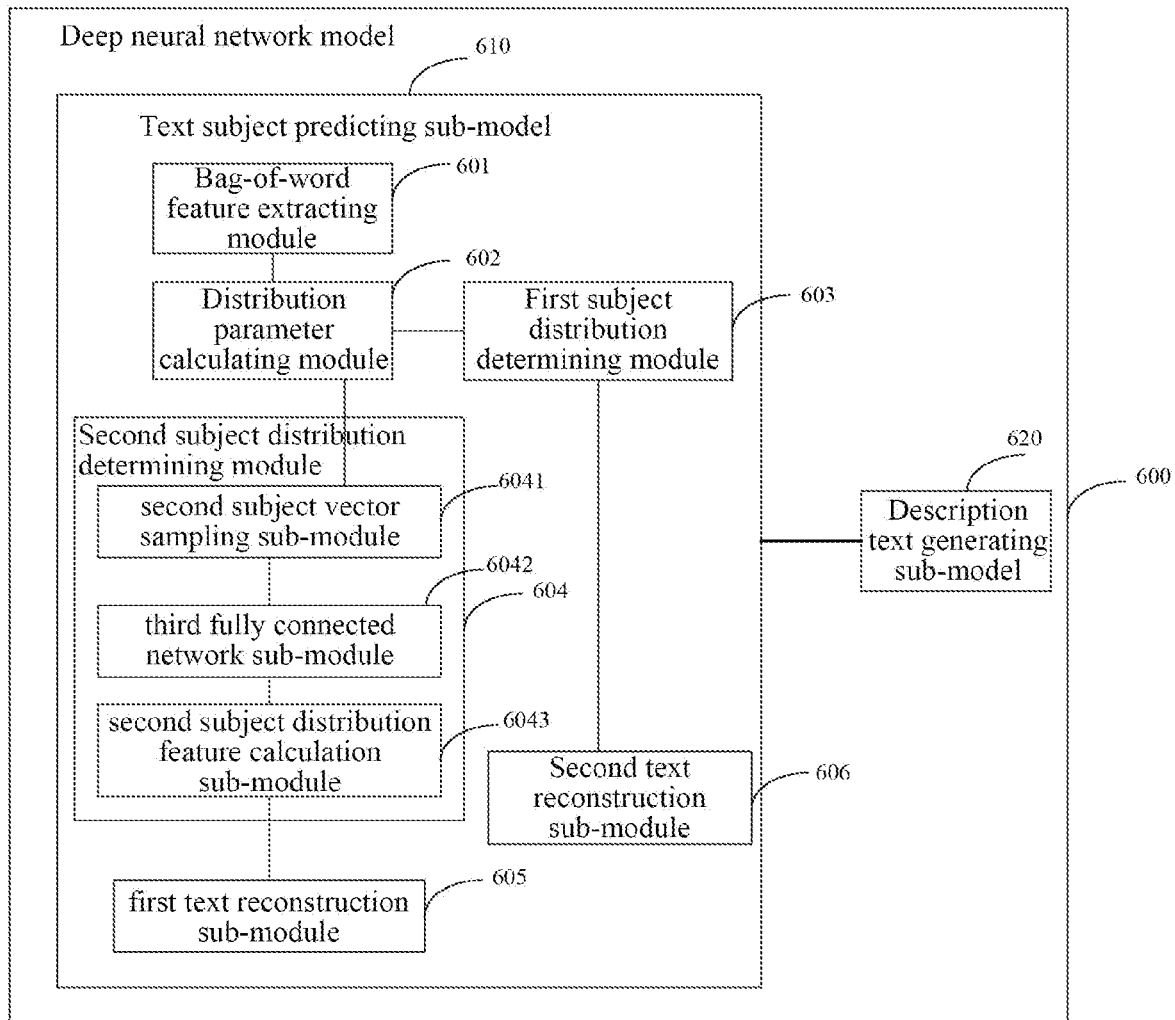 Deep neural network model
610
Text subject predicting sub-model
Bag-of-word
feature extracting
module
601
602
Distribution
parameter
calculating module
First subject
distribution
determining module
603
Second subject distribution
determining module
second subject vector
sampling sub-module
6041
6042
third fully connected
network sub-module
604
second subject distribution
feature calculation
sub-module
6043
Second text
reconstruction
sub-module
606
first text reconstruction
sub-module
605
620
Description
text generating
sub-model
600